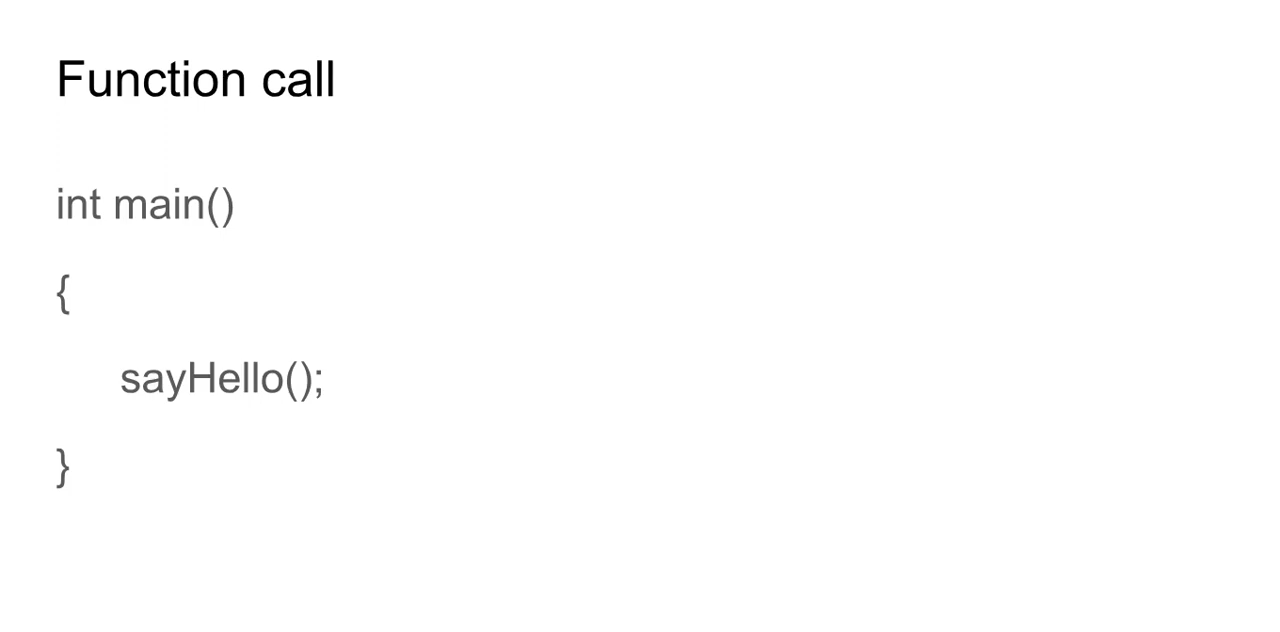 Function call
int main()
{
sayHello();
}